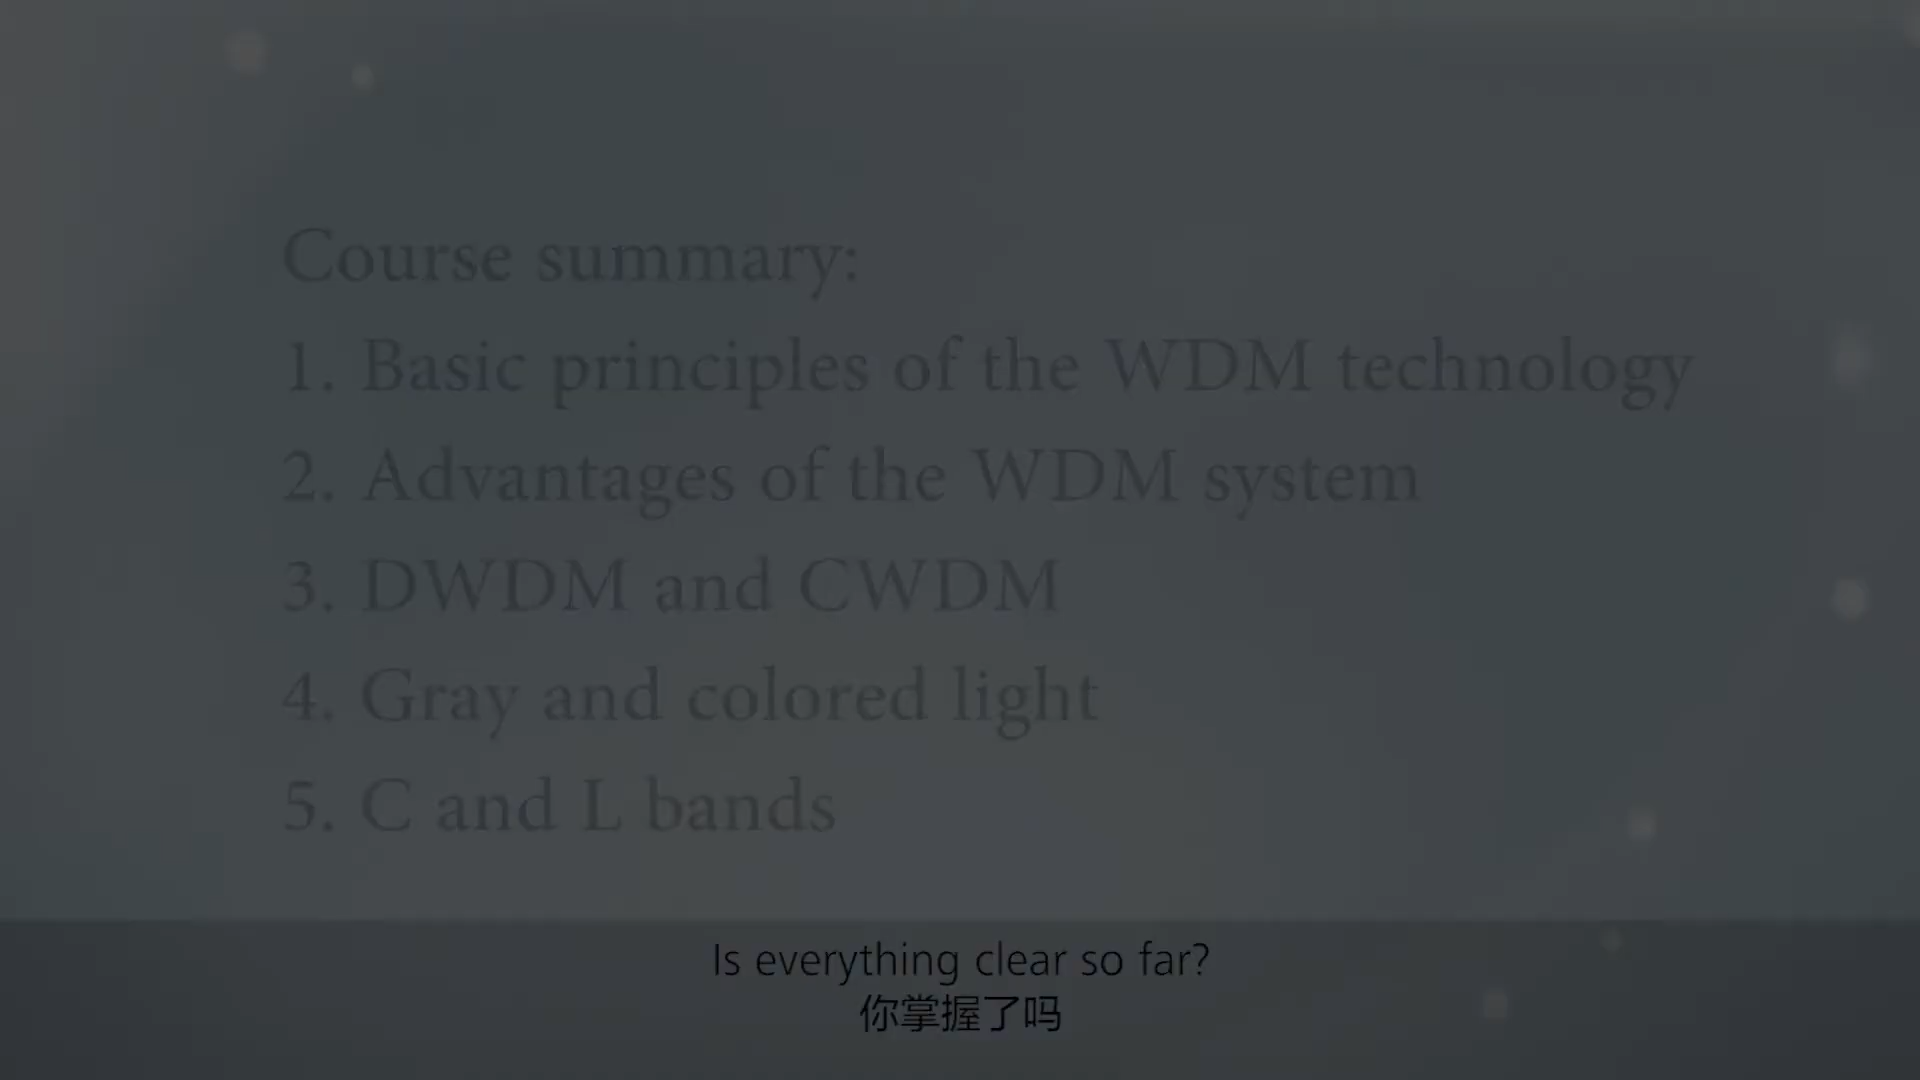 Course summary:
1. Basic principles of the WDM technology
2. Advantages of the WDM system
3. DWDM and CWDM
4. Gray and colored light
5. C and L bands
Is everything clear so far?
你掌握了吗